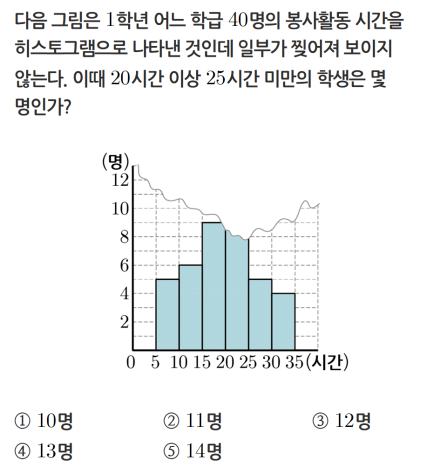 다음 그림은 1학년 어느 학급 40명의 봉사활동 시간을
히스토그램으로 나타낸 것인데 일부가 찢어져 보이지
않는다. 이때 20시간 이상 25시간 미만의 학생은 몇
명인가?
(명)
12
10
8
6
4
2
0 5 10 15 20 25 30 35(시간)
① 10명 ② 11명 ③ 12명
④ 13명 ⑤ 14명